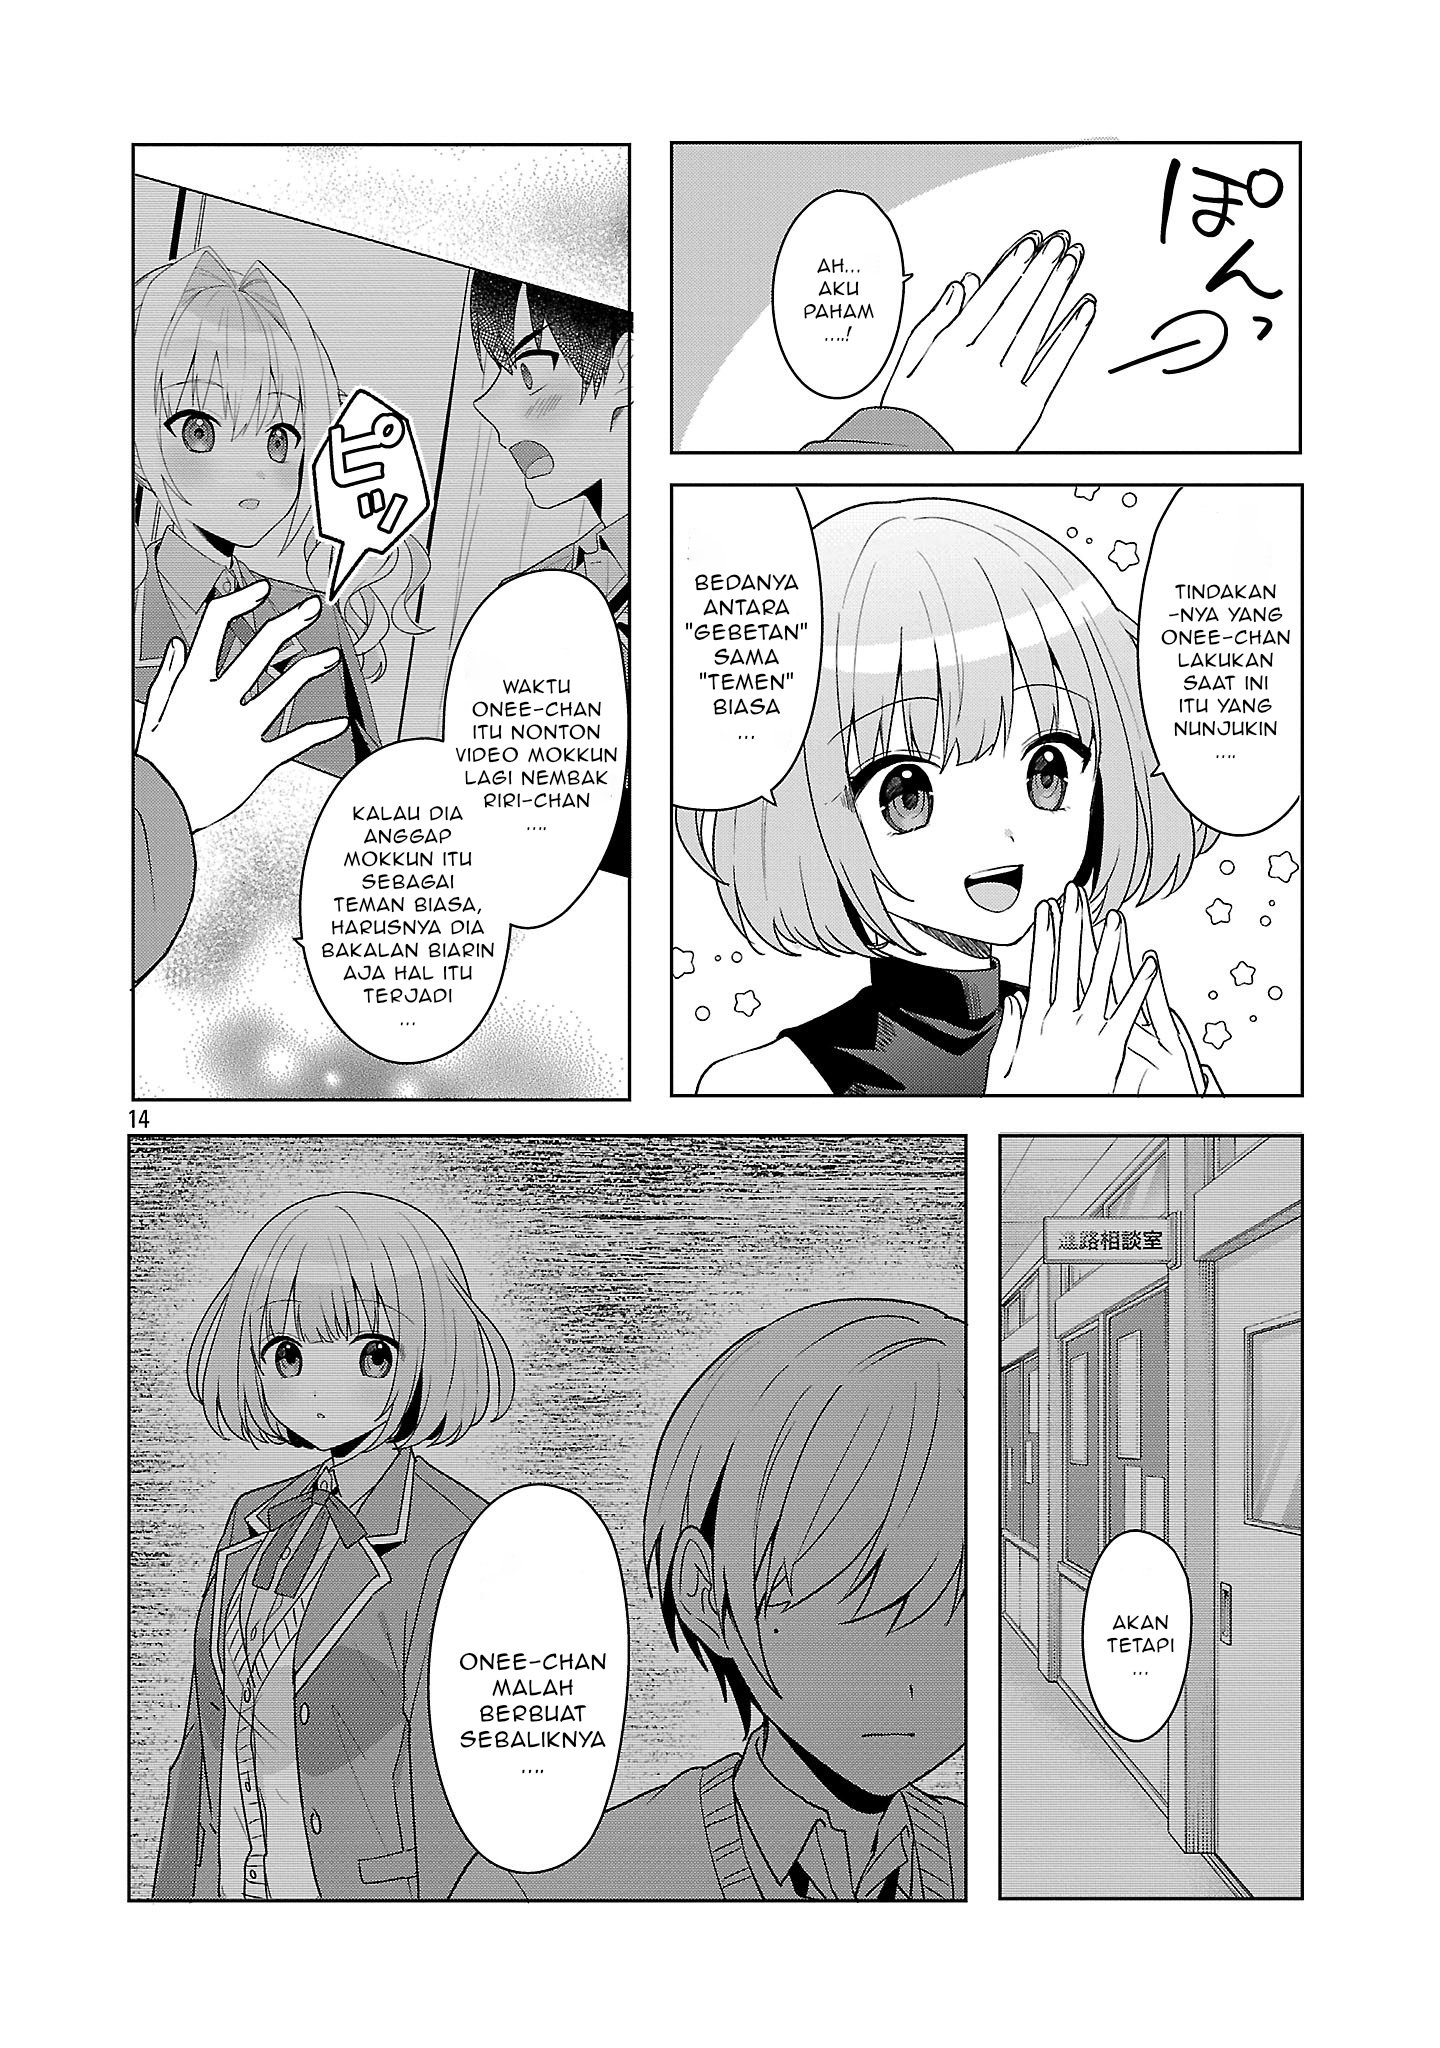 ぽんっ
AH...
AKU
PAHAM
....!
TINDAKAN
-NYA YANG
ONEE-CHAN
LAKUKAN
SAAT INI
ITU YANG
NUNJUKIN
....
BEDANYA
ANTARA
"GEBETAN"
SAMA
"TEMEN"
BIASA
...
ピッ
WAKTU
ONEE-CHAN
ITU NONTON
VIDEO MOKKUN
LAGI NEMBAK
RIRI-CHAN
....
KALAU DIA
ANGGAP
MOKKUN ITU
SEBAGAI
TEMAN BIASA,
HARUSNYA DIA
BAKALAN BIARIN
AJA HAL ITU
TERJADI
...
14
進路相談室
AKAN
TETAPI
...
ONEE-CHAN
MALAH
BERBUAT
SEBALIKNYA
....